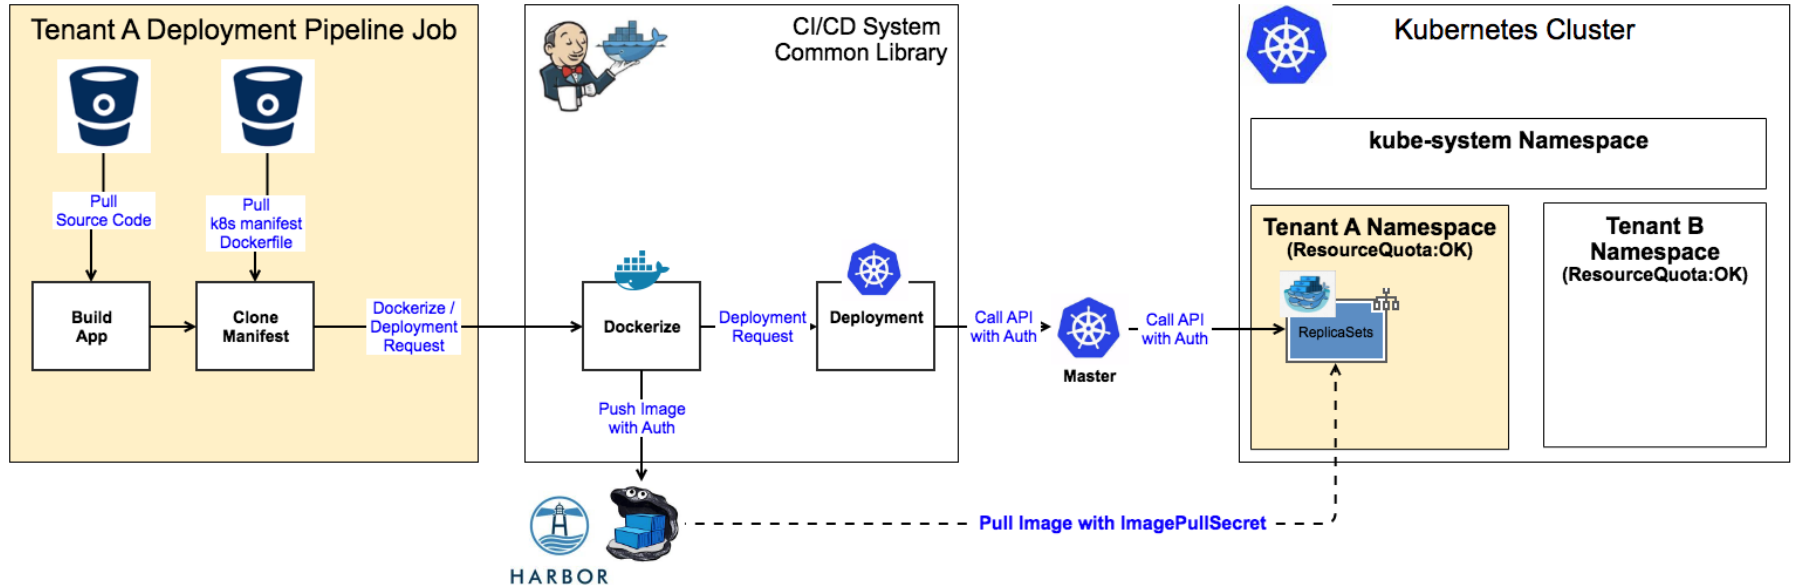 Tenant A Deployment Pipeline Job
Pull
Source Code
Pull
k8s manifest
Dockerfile
Build
App
Clone
Manifest
Dockerize /
Deployment
Request
CI/CD System
Common Library
Dockerize
Deployment
Request
Deployment
Push Image
with Auth
HARBOR
Call API
with Auth
Master
Call API
with Auth
Pull Image with ImagePullSecret
Kubernetes Cluster
kube-system Namespace
Tenant A Namespace
(ResourceQuota:OK)
ReplicaSets
Tenant B
Namespace
(ResourceQuota:OK)